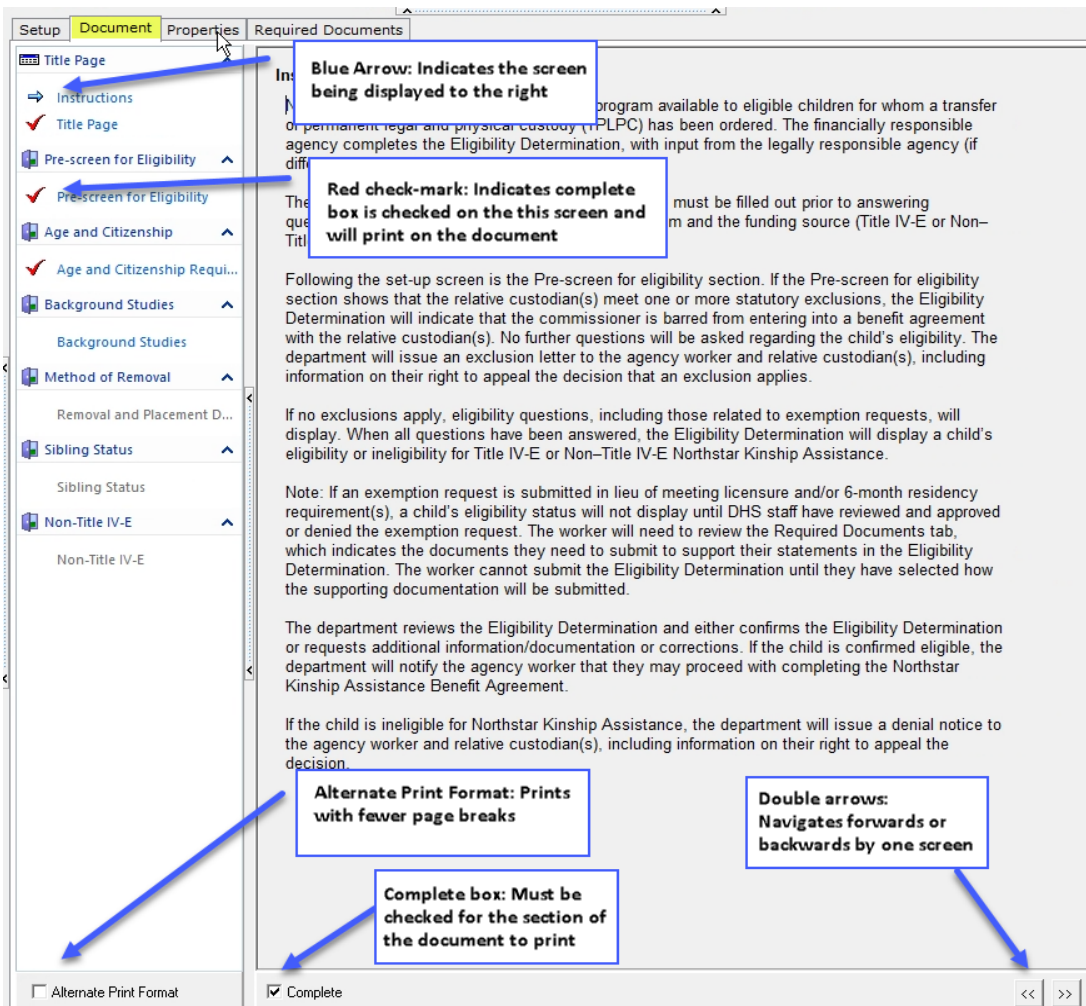 Setup Document Properties Required Documents
Title Page
Instructions
Title Page
Pre-screen for Eligibility
Pre-screen for Eligibility
Age and Citizenship
Age and Citizenship Requi...
Background Studies
Background Studies
Method of Removal
Removal and Placement D...
Sibling Status
Sibling Status
Non-Title IV-E
Non-Title IV-E
Alternate Print Format
Blue Arrow: Indicates the screen
being displayed to the right
Ins
N program available to eligible children for whom a transfer
of permanent legal and physical custody (TPLPC) has been ordered. The financially responsible
agency completes the Eligibility Determination, with input from the legally responsible agency (if
diff
Red check-mark: Indicates complete
box is checked on the this screen and
will print on the document
The must be filled out prior to answering
que m and the funding source (Title IV-E or Non–
Titl
Following the set-up screen is the Pre-screen for eligibility section. If the Pre-screen for eligibility
section shows that the relative custodian(s) meet one or more statutory exclusions, the Eligibility
Determination will indicate that the commissioner is barred from entering into a benefit agreement
with the relative custodian(s). No further questions will be asked regarding the child's eligibility. The
department will issue an exclusion letter to the agency worker and relative custodian(s), including
information on their right to appeal the decision that an exclusion applies.
If no exclusions apply, eligibility questions, including those related to exemption requests, will
display. When all questions have been answered, the Eligibility Determination will display a child's
eligibility or ineligibility for Title IV-E or Non–Title IV-E Northstar Kinship Assistance.
Note: If an exemption request is submitted in lieu of meeting licensure and/or 6-month residency
requirement(s), a child's eligibility status will not display until DHS staff have reviewed and approved
or denied the exemption request. The worker will need to review the Required Documents tab,
which indicates the documents they need to submit to support their statements in the Eligibility
Determination. The worker cannot submit the Eligibility Determination until they have selected how
the supporting documentation will be submitted.
The department reviews the Eligibility Determination and either confirms the Eligibility Determination
or requests additional information/documentation or corrections. If the child is confirmed eligible, the
department will notify the agency worker that they may proceed with completing the Northstar
Kinship Assistance Benefit Agreement.
If the child is ineligible for Northstar Kinship Assistance, the department will issue a denial notice to
the agency worker and relative custodian(s), including information on their right to appeal the
decision.
Alternate Print Format: Prints
with fewer page breaks
Double arrows:
Navigates forwards or
backwards by one screen
Complete box: Must be
checked for the section of
the document to print
Complete
<< >>